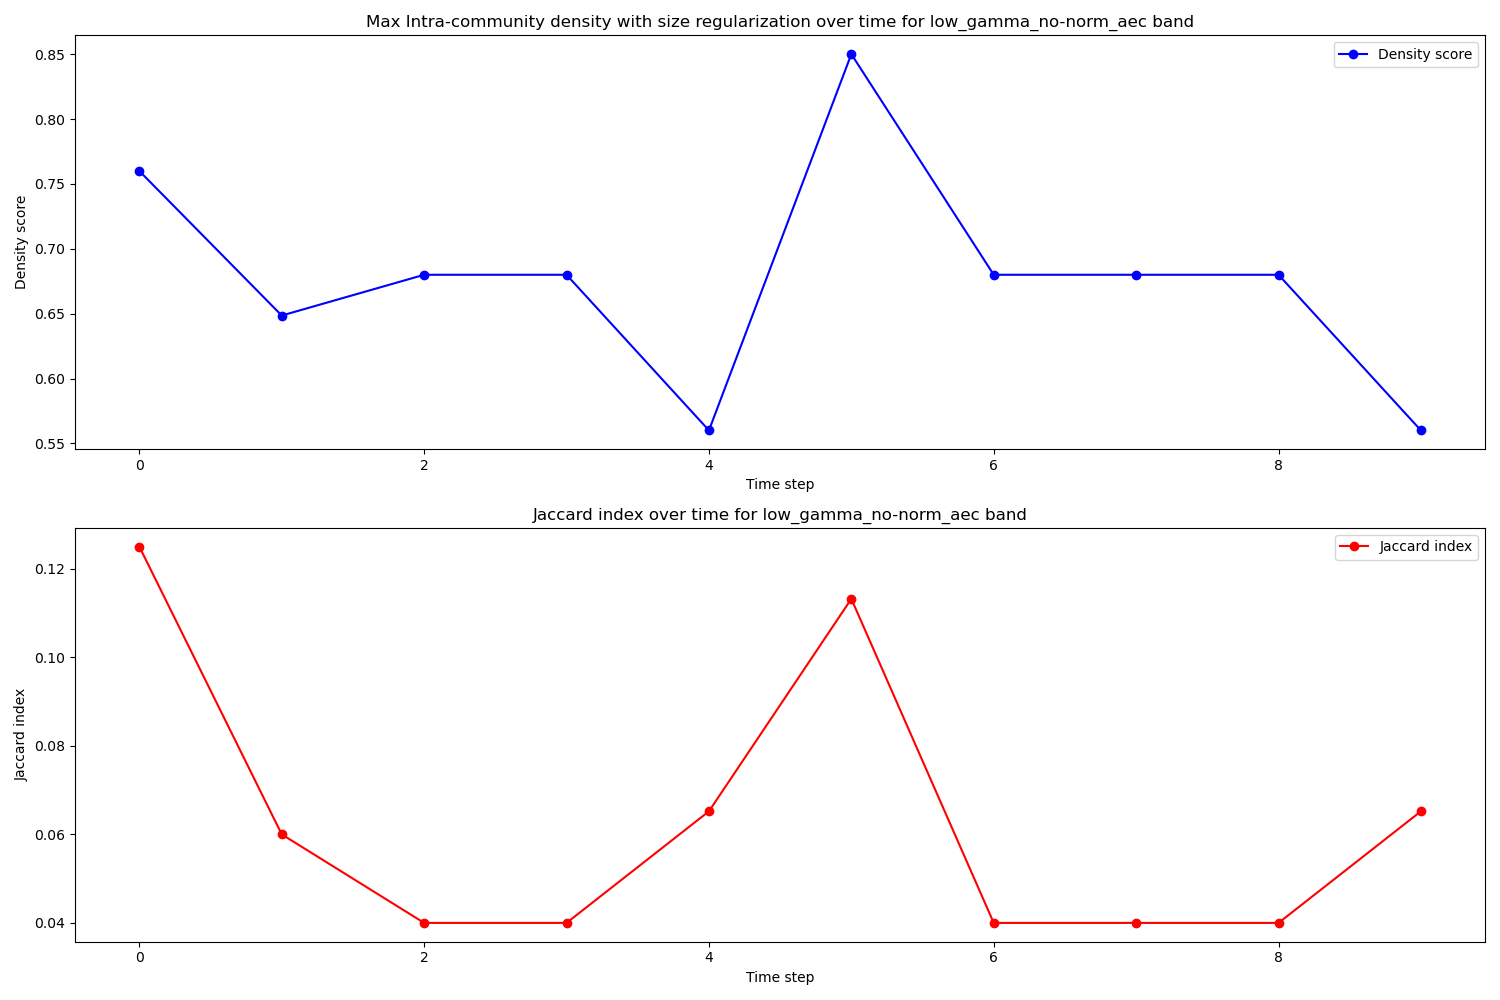 Max Intra-community density with size regularization over time for low_gamma_no-norm_aec band
Density score
0.85
0.80
0.75
0.70
0.65
0.60
0.55
Density score
0 2 4 6 8
Time step
Jaccard index over time for low_gamma_no-norm_aec band
Jaccard index
0.12
0.10
0.08
0.06
0.04
Jaccard index
0 2 4 6 8
Time step